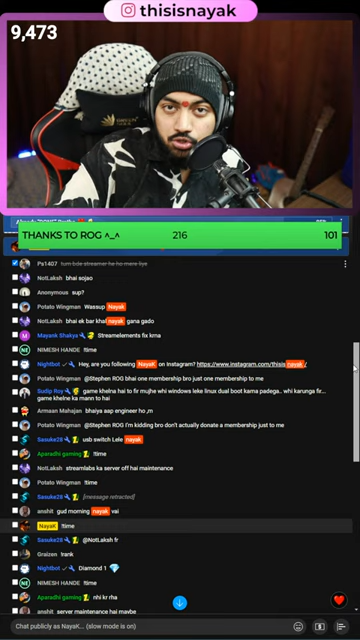 thisisnayak
9,473
THANKS TO ROG ^_^ 216 101
Ps1407 tum bde streamer ho he mere liye
NotLaksh bhai sojao
Anonymous sup?
Potato Wingman Wassup Nayak
NotLaksh bhai ek bar khal nayak gana gado
Mayank Shakya Streamelements fix krna
NIMESH HANDE !time
Nightbot Hey, are you following NayaK on Instagram? https://www.instagram.com/thisisnayak/
Potato Wingman @Stephen ROG bhai one membership bro just one membership to me
Sudip Roy game khelna hai to fir mujhe whi windows leke linux dual boot karna padega.. whi karunga fir... game khelne ka mann to hai
Armaan Mahajan bhaiya aap engineer ho ,m
Potato Wingman @Stephen ROG I'm kidding bro don't actually donate a membership just to me
Sasuke28 usb switch Lele nayak
Aparadhi gaming !time
NotLaksh streamlabs ka server off hai maintenance
Potato Wingman !time
Sasuke28 [message retracted]
anshit gud morning nayak vai
NayaK !time
Sasuke28 @NotLaksh fr
Graizen !rank
Nightbot Diamond 1
NIMESH HANDE !time
Aparadhi gaming nhi kr rha
anshit server maintenance hai maybe
Chat publicly as NayaK... (slow mode is on)